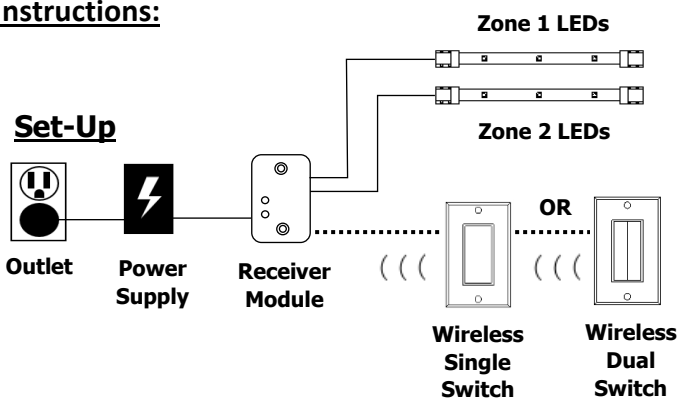 nstructions:
Zone 1 LEDs
Set-Up
Zone 2 LEDs
OR
Outlet
Power
Supply
Receiver
Module
Wireless
Single
Switch
Wireless
Dual
Switch